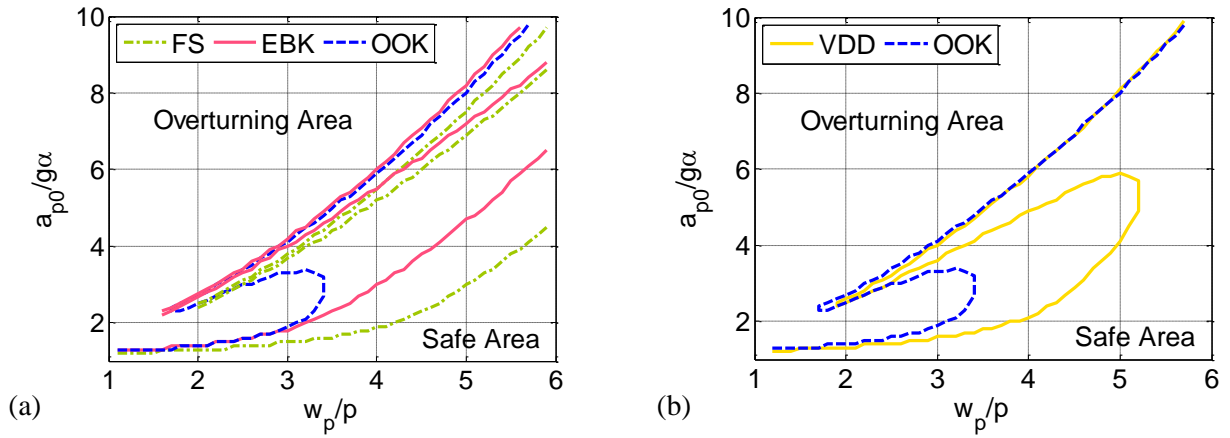 10
8
6
4
2
a_p0/gα
FS EBK OOK
Overturning Area
Safe Area
1 2 3 4 5 6
w_p/p
(a)
10
8
6
4
2
a_p0/gα
VDD OOK
Overturning Area
Safe Area
1 2 3 4 5 6
w_p/p
(b)